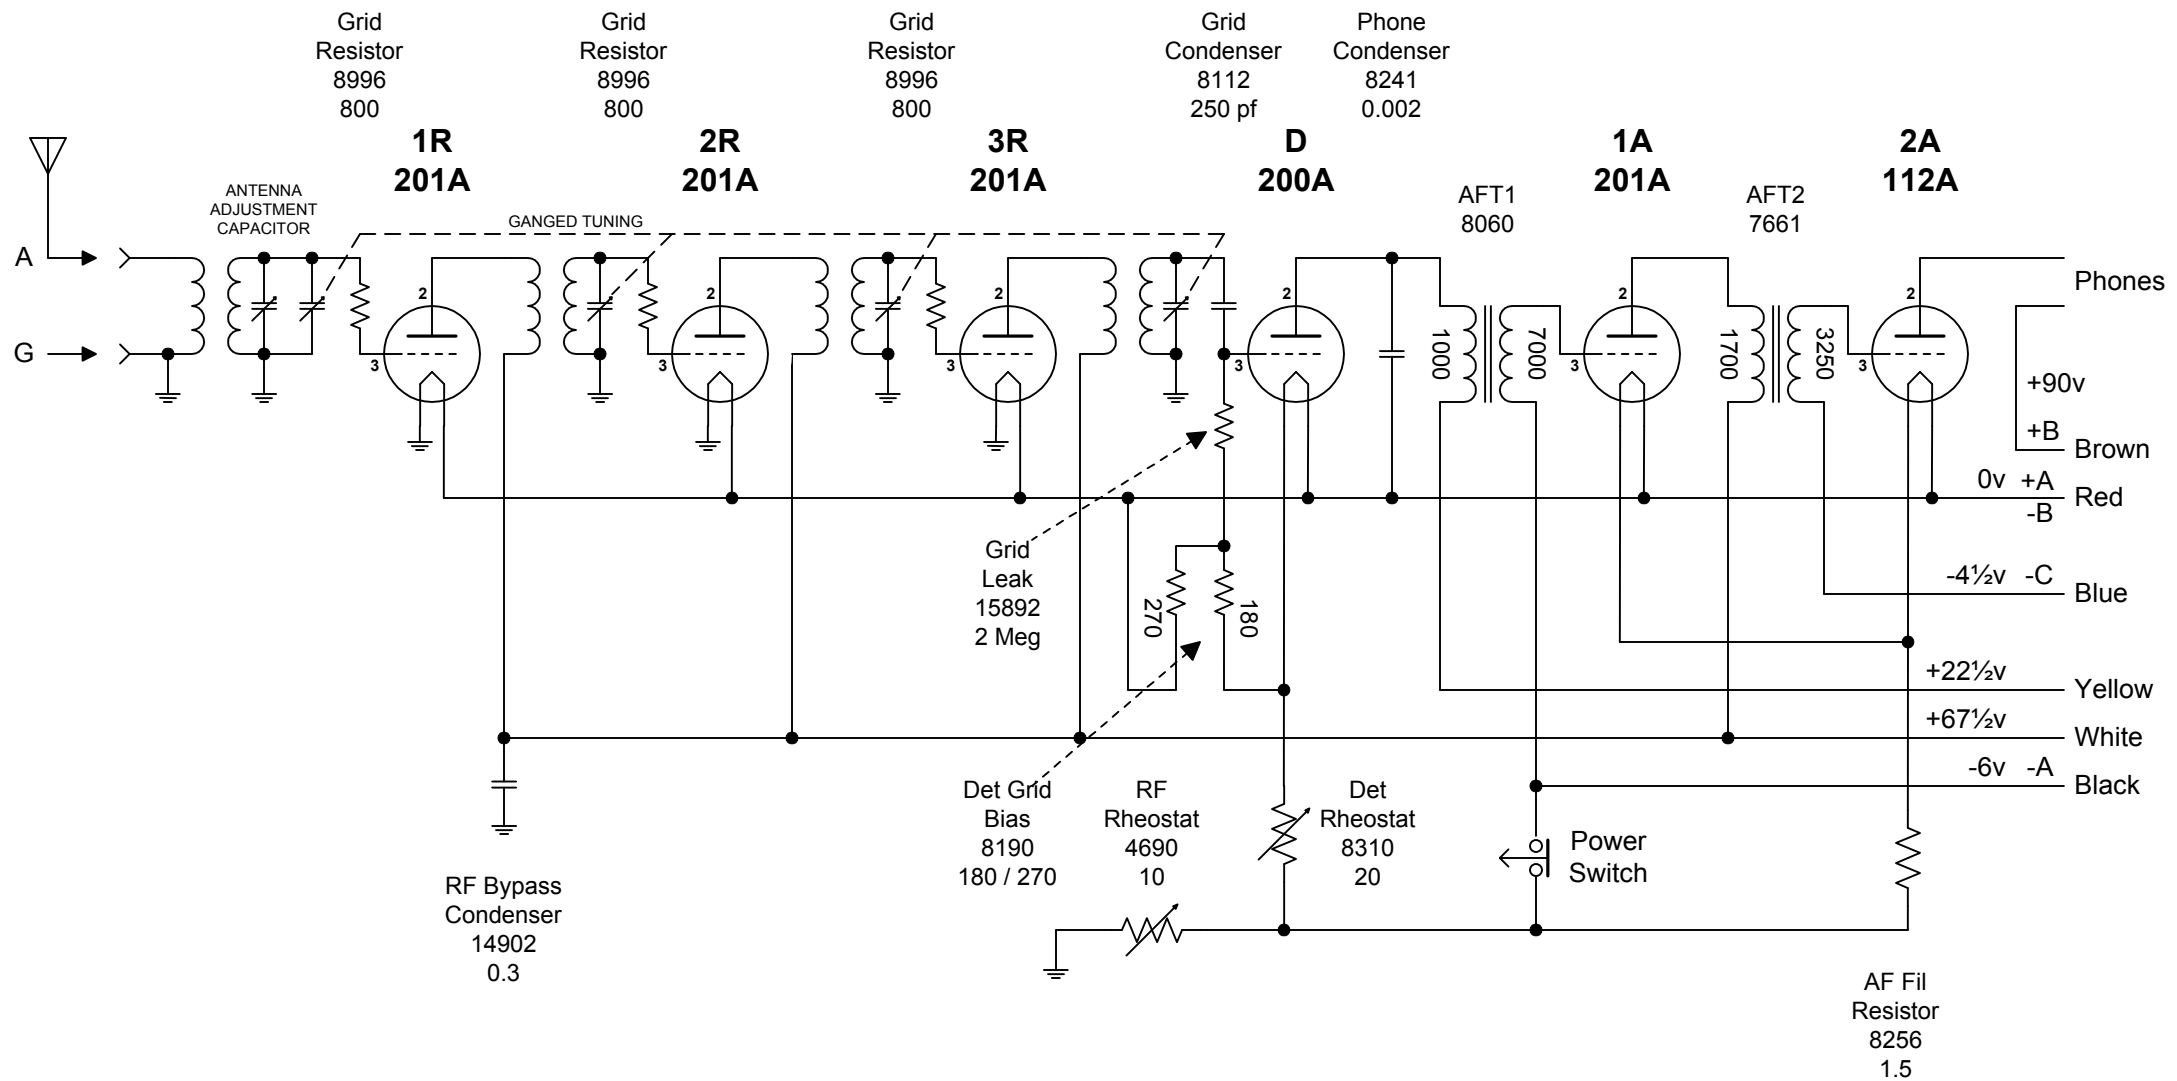 Grid
Resistor
8996
800
Grid
Resistor
8996
800
Grid
Resistor
8996
800
Grid
Condenser
8112
250 pf
Phone
Condenser
8241
0.002
1R
201A
2R
201A
3R
201A
D
200A
1A
201A
2A
112A
ANTENNA
ADJUSTMENT
CAPACITOR
GANGED TUNING
AFT1
8060
AFT2
7661
A
G
2
3
2
3
2
3
2
3
2
3
2
3
1000
7000
1700
3250
Phones
+90v
+B
Brown
0v +A
-B
Red
-4½v -C
Blue
+22½v
Yellow
+67½v
White
-6v -A
Black
Grid
Leak
15892
2 Meg
270
180
Det Grid
Bias
8190
180 / 270
RF
Rheostat
4690
10
Det
Rheostat
8310
20
Power
Switch
RF Bypass
Condenser
14902
0.3
AF Fil
Resistor
8256
1.5